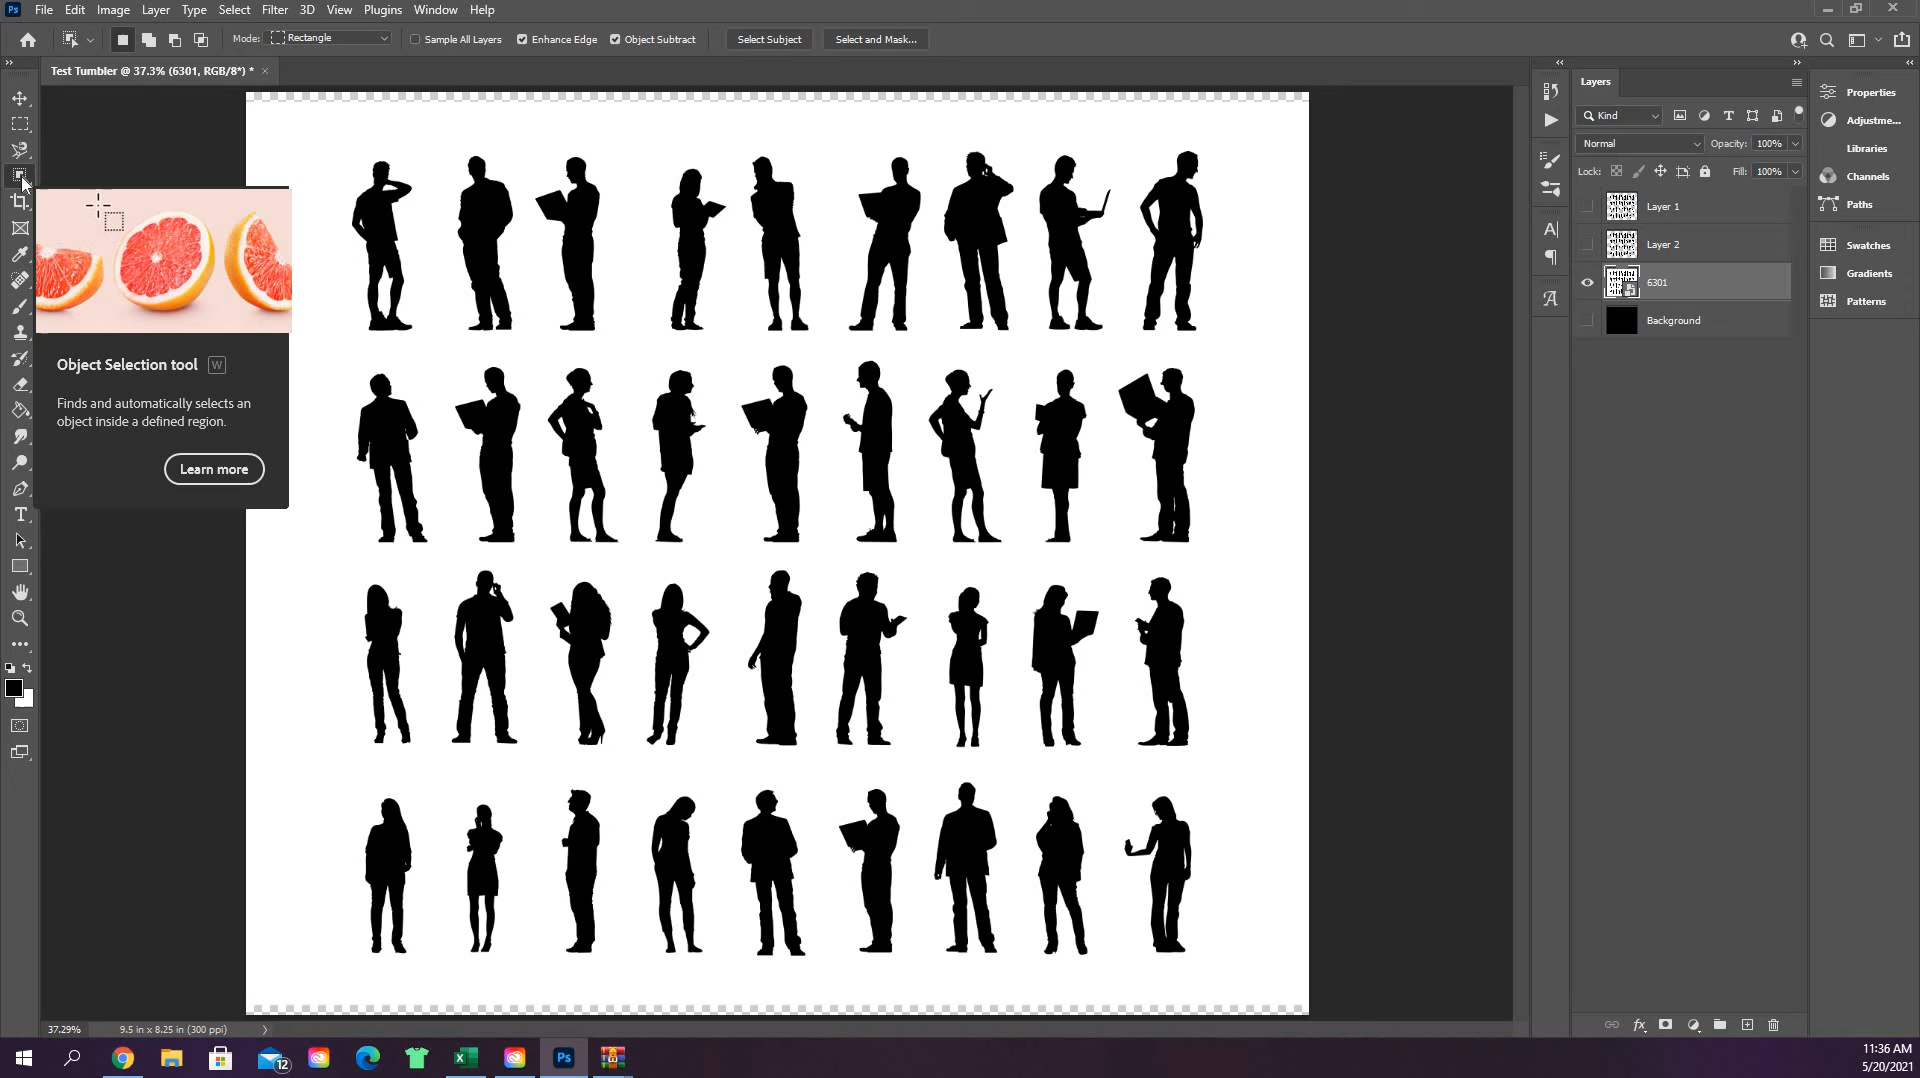 Ps File Edit Image Layer Type Select Filter 3D View Plugins Window Help
Mode: Rectangle Sample All Layers Enhance Edge Object Subtract Select Subject Select and Mask...
Test Tumbler @ 37.3% (6301, RGB/8*) * ×
Object Selection tool W
Finds and automatically selects an
object inside a defined region.
Learn more
Layers
Kind
Normal Opacity: 100%
Lock: Fill: 100%
Layer 1
Layer 2
6301
Background
Properties
Adjustme...
Libraries
Channels
Paths
Swatches
Gradients
Patterns
37.29% 9.5 in x 8.25 in (300 ppi)
12
Ps
11:36 AM
5/20/2021